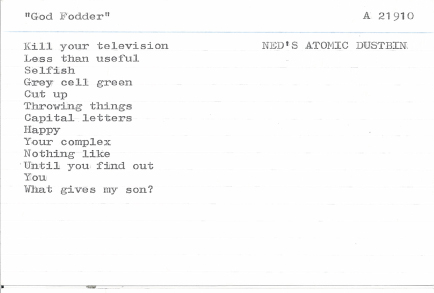 "God Fodder" A 21910
Kill your television NED'S ATOMIC DUSTBIN
Less than useful
Selfish
Grey cell green
Cut up
Throwing things
Capital letters
Happy
Your complex
Nothing like
Until you find out
You
What gives my son?